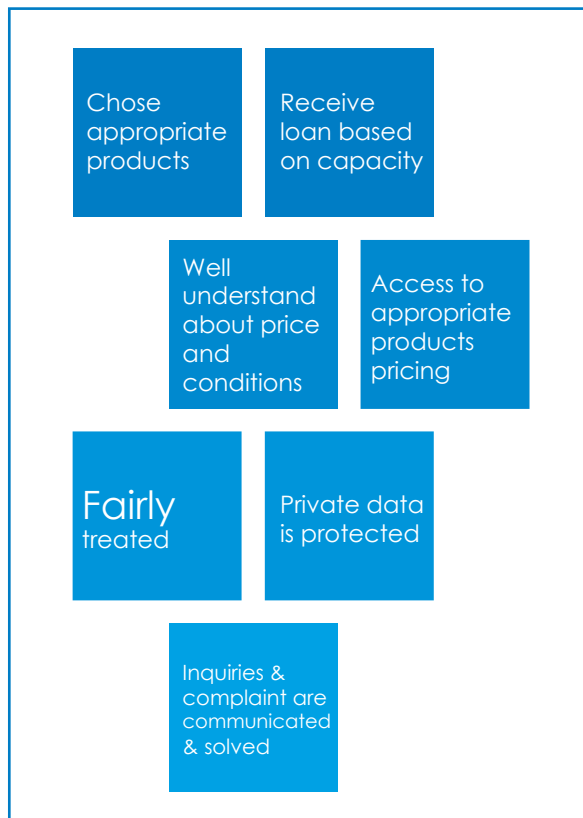 Chose
appropriate
products
Receive
loan based
on capacity
Well
understand
about price
and
conditions
Access to
appropriate
products
pricing
Fairly
treated
Private data
is protected
Inquiries &
complaint are
communicated
& solved